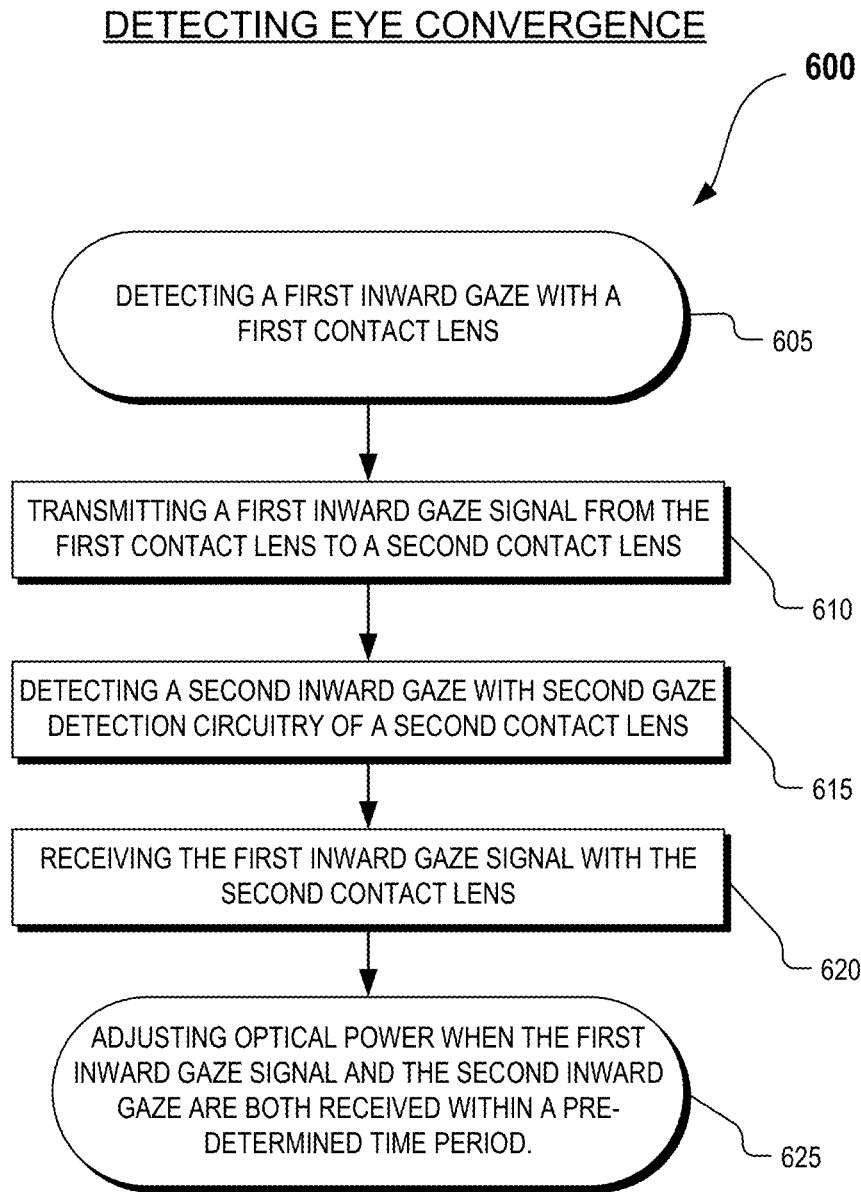 DETECTING EYE CONVERGENCE
600
DETECTING A FIRST INWARD GAZE WITH A
FIRST CONTACT LENS
605
TRANSMITTING A FIRST INWARD GAZE SIGNAL FROM THE
FIRST CONTACT LENS TO A SECOND CONTACT LENS
610
DETECTING A SECOND INWARD GAZE WITH SECOND GAZE
DETECTION CIRCUITRY OF A SECOND CONTACT LENS
615
RECEIVING THE FIRST INWARD GAZE SIGNAL WITH THE
SECOND CONTACT LENS
620
ADJUSTING OPTICAL POWER WHEN THE FIRST
INWARD GAZE SIGNAL AND THE SECOND INWARD
GAZE ARE BOTH RECEIVED WITHIN A PRE-
DETERMINED TIME PERIOD.
625